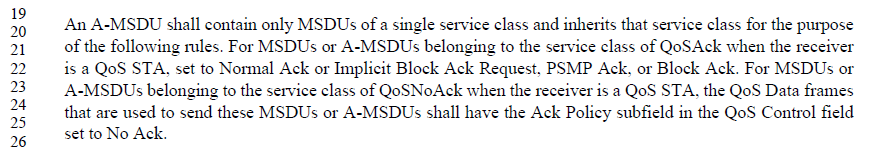 19
20 An A-MSDU shall contain only MSDUs of a single service class and inherits that service class for the purpose
21 of the following rules. For MSDUs or A-MSDUs belonging to the service class of QoSAck when the receiver
22 is a QoS STA, set to Normal Ack or Implicit Block Ack Request, PSMP Ack, or Block Ack. For MSDUs or
23 A-MSDUs belonging to the service class of QoSNoAck when the receiver is a QoS STA, the QoS Data frames
24 that are used to send these MSDUs or A-MSDUs shall have the Ack Policy subfield in the QoS Control field
25 set to No Ack.
26